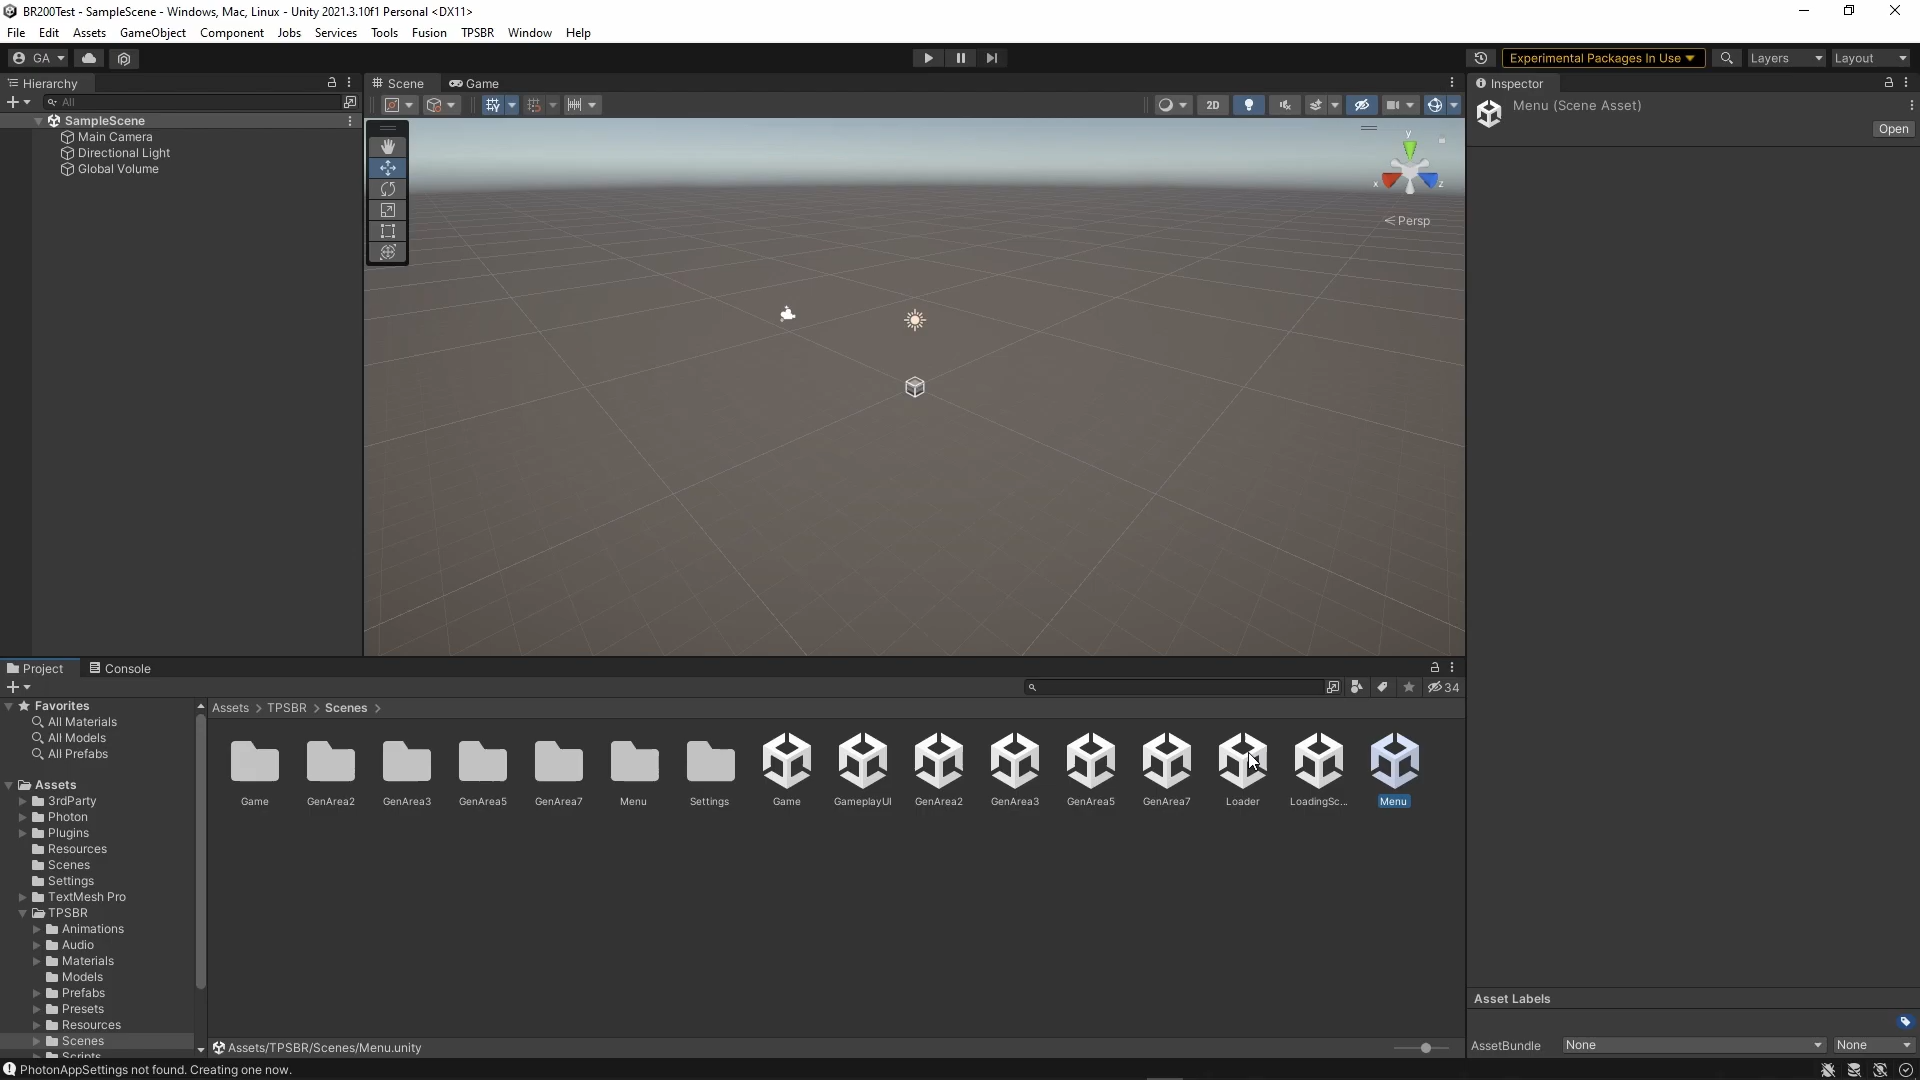 BR200Test - SampleScene - Windows, Mac, Linux - Unity 2021.3.10f1 Personal <DX11>
File Edit Assets GameObject Component Jobs Services Tools Fusion TPSBR Window Help
GA Experimental Packages In Use Layers Layout
Hierarchy
All
SampleScene
Main Camera
Directional Light
Global Volume
Scene Game
2D
y
x z
Persp
Inspector
Menu (Scene Asset)
Open
Project Console
34
Favorites
All Materials
All Models
All Prefabs
Assets
3rdParty
Photon
Plugins
Resources
Scenes
Settings
TextMesh Pro
TPSBR
Animations
Audio
Materials
Models
Prefabs
Presets
Resources
Scenes
Scripts
Assets > TPSBR > Scenes >
Game GenArea2 GenArea3 GenArea5 GenArea7 Menu Settings Game GameplayUI GenArea2 GenArea3 GenArea5 GenArea7 Loader LoadingSc... Menu
Assets/TPSBR/Scenes/Menu.unity
Asset Labels
AssetBundle None None
PhotonAppSettings not found. Creating one now.